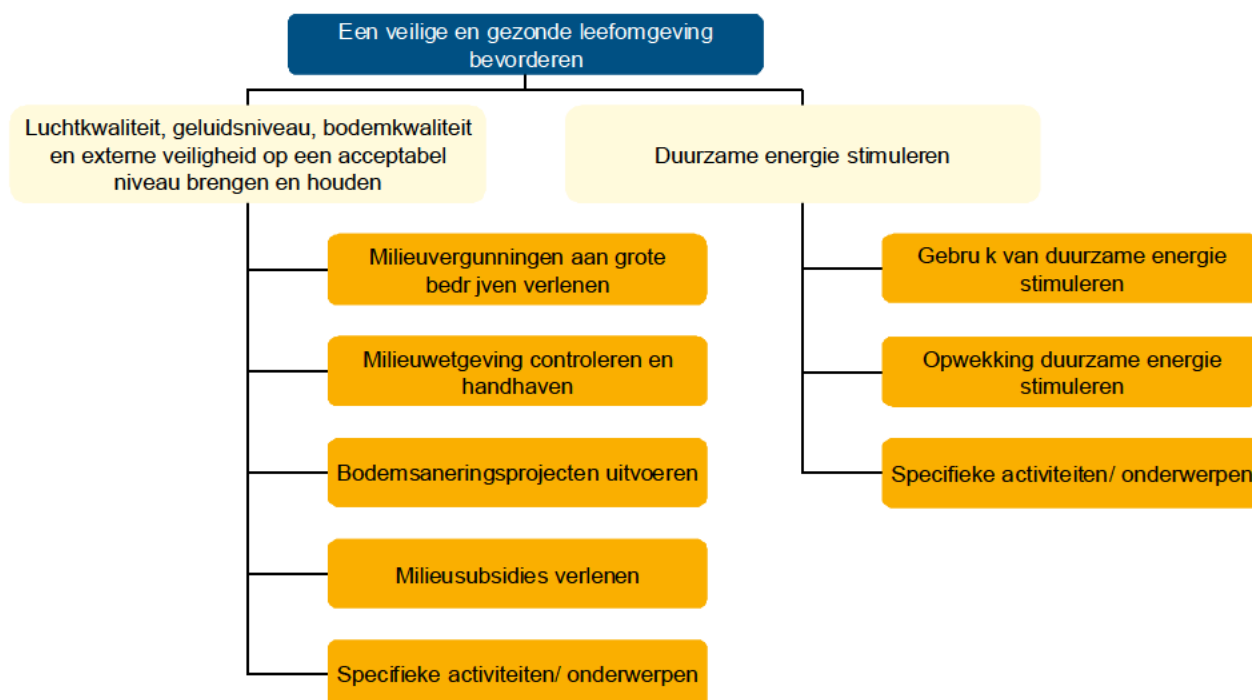 Een veilige en gezonde leefomgeving
bevorderen
Luchtkwaliteit, geluidsniveau, bodemkwaliteit
en externe veiligheid op een acceptabel
niveau brengen en houden
Duurzame energie stimuleren
Milieuvergunningen aan grote
bedr jven verlenen
Milieuwetgeving controleren en
handhaven
Bodemsaneringsprojecten uitvoeren
Milieusubsidies verlenen
Specifieke activiteiten/ onderwerpen
Gebru k van duurzame energie
stimuleren
Opwekking duurzame energie
stimuleren
Specifieke activiteiten/ onderwerpen